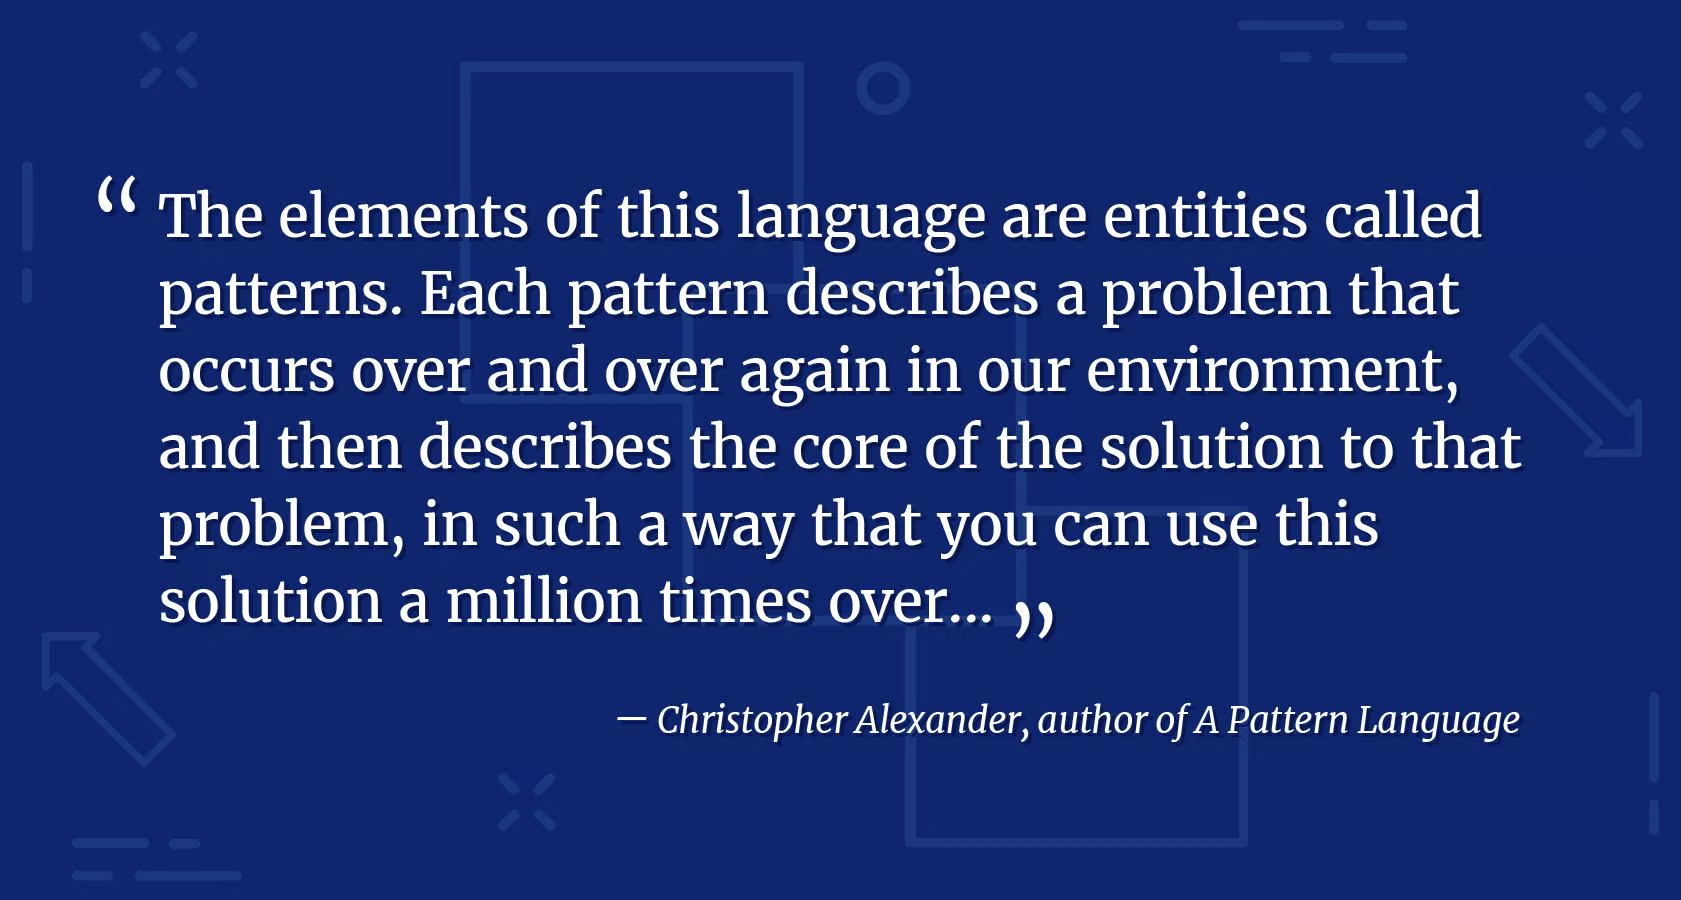 “The elements of this language are entities called
patterns. Each pattern describes a problem that
occurs over and over again in our environment,
and then describes the core of the solution to that
problem, in such a way that you can use this
solution a million times over...”
— Christopher Alexander, author of A Pattern Language